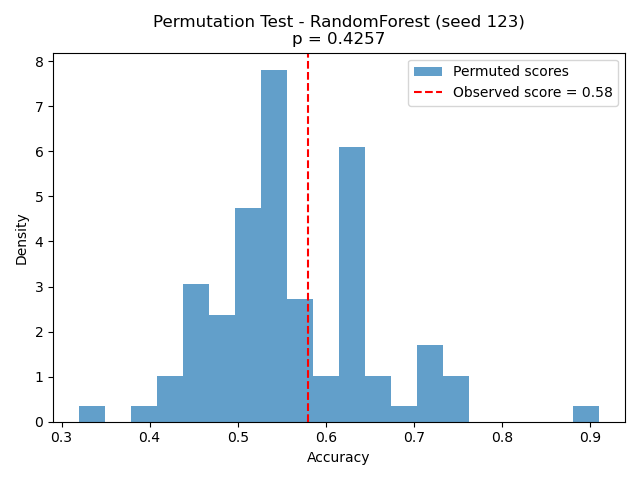 Permutation Test - RandomForest (seed 123)
p = 0.4257
Permuted scores
Observed score = 0.58
Density
8
7
6
5
4
3
2
1
0
0.3 0.4 0.5 0.6 0.7 0.8 0.9
Accuracy